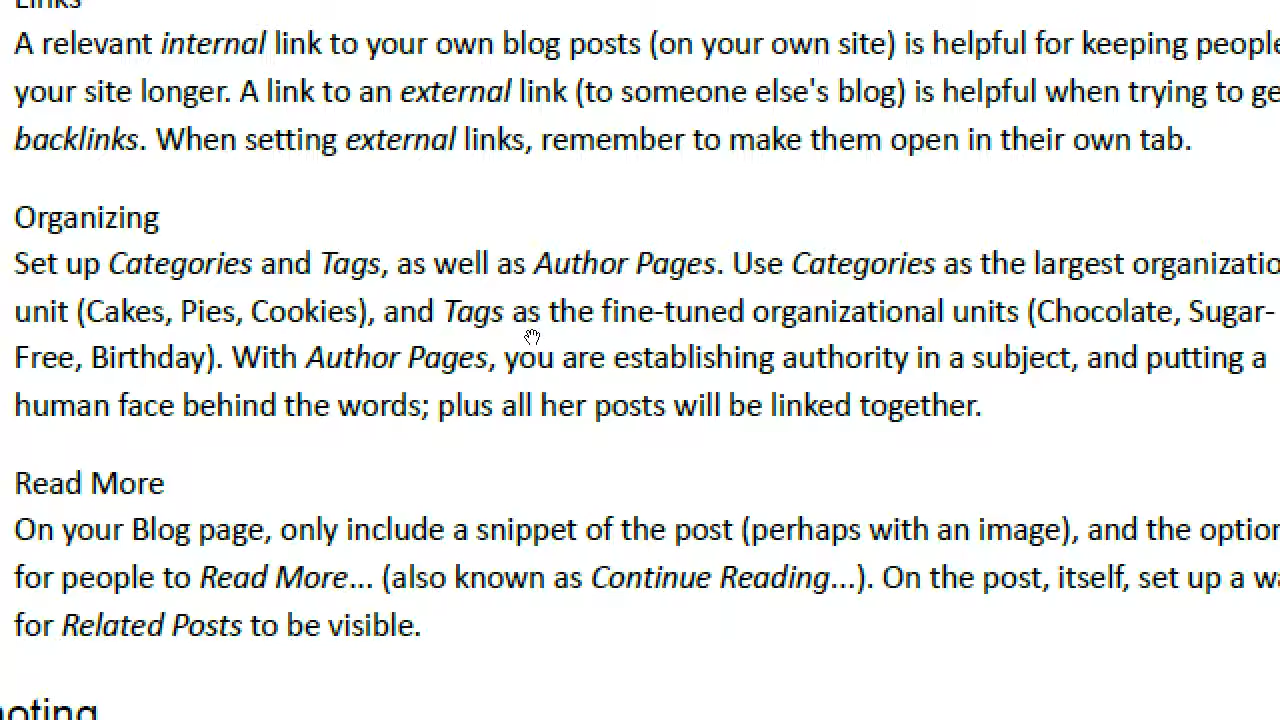 Links
A relevant internal link to your own blog posts (on your own site) is helpful for keeping people
your site longer. A link to an external link (to someone else's blog) is helpful when trying to ge
backlinks. When setting external links, remember to make them open in their own tab.
Organizing
Set up Categories and Tags, as well as Author Pages. Use Categories as the largest organizatio
unit (Cakes, Pies, Cookies), and Tags as the fine-tuned organizational units (Chocolate, Sugar-
Free, Birthday). With Author Pages, you are establishing authority in a subject, and putting a
human face behind the words; plus all her posts will be linked together.
Read More
On your Blog page, only include a snippet of the post (perhaps with an image), and the option
for people to Read More... (also known as Continue Reading...). On the post, itself, set up a wa
for Related Posts to be visible.
oting